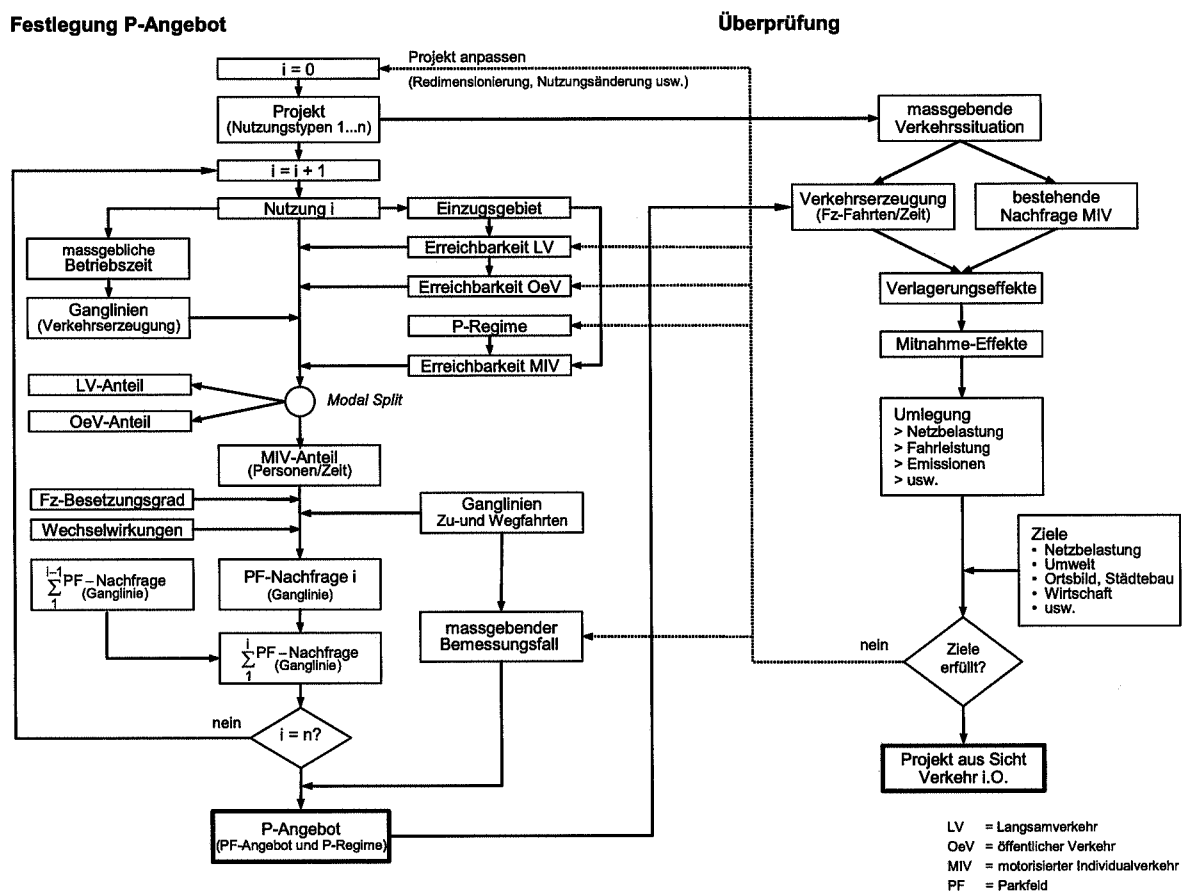 Festlegung P-Angebot
Überprüfung
i = 0
Projekt anpassen
(Redimensionierung, Nutzungsänderung usw.)
Projekt
(Nutzungstypen 1...n)
massgebende
Verkehrssituation
i = i + 1
Nutzung i
Einzugsgebiet
Verkehrserzeugung
(Fz-Fahrten/Zeit)
bestehende
Nachfrage MIV
massgebliche
Betriebszeit
Erreichbarkeit LV
Erreichbarkeit OeV
Verlagerungseffekte
Ganglinien
(Verkehrserzeugung)
P-Regime
Mitnahme-Effekte
Erreichbarkeit MIV
LV-Anteil
Modal Split
OeV-Anteil
Umlegung
> Netzbelastung
> Fahrleistung
> Emissionen
> usw.
MIV-Anteil
(Personen/Zeit)
Fz-Besetzungsgrad
Ganglinien
Zu-und Wegfahrten
Wechselwirkungen
Ziele
• Netzbelastung
• Umwelt
• Ortsbild, Städtebau
• Wirtschaft
• usw.
i–1
Σ PF – Nachfrage
1 (Ganglinie)
PF-Nachfrage i
(Ganglinie)
massgebender
Bemessungsfall
i
Σ PF – Nachfrage
1 (Ganglinie)
nein
Ziele
erfüllt?
nein
i = n?
Projekt aus Sicht
Verkehr i.O.
P-Angebot
(PF-Angebot und P-Regime)
LV = Langsamverkehr
OeV = öffentlicher Verkehr
MIV = motorisierter Individualverkehr
PF = Parkfeld